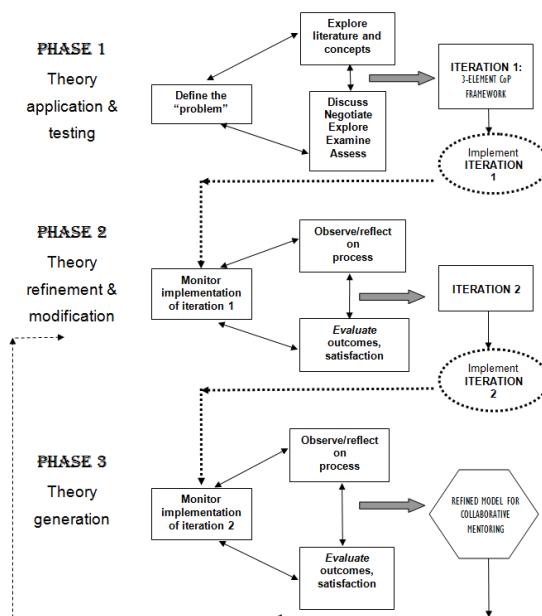 PHASE 1
Theory
application &
testing
Explore
literature and
concepts
Define the
“problem”
Discuss
Negotiate
Explore
Examine
Assess
ITERATION 1:
3-ELEMENT CoP
FRAMEWORK
Implement
ITERATION
1
PHASE 2
Theory
refinement &
modification
Observe/reflect
on
process
Monitor
implementation
of iteration 1
Evaluate
outcomes,
satisfaction
ITERATION 2
Implement
ITERATION
2
PHASE 3
Theory
generation
Observe/reflect
on
process
Monitor
implementation
of iteration 2
Evaluate
outcomes,
satisfaction
REFINED MODEL FOR
COLLABORATIVE
MENTORING